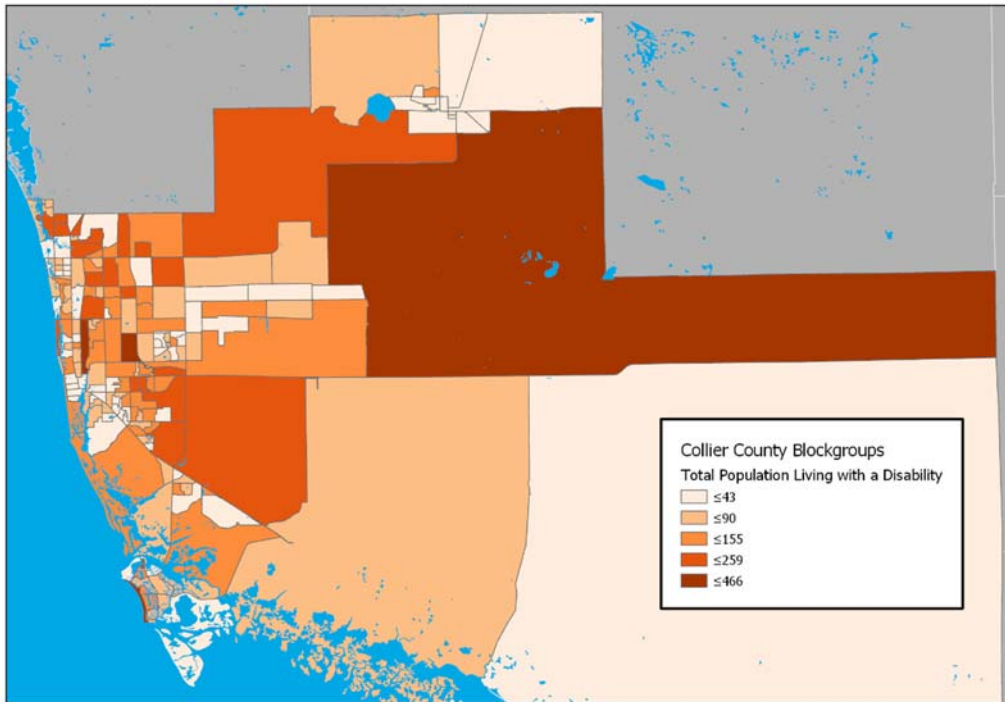 Collier County Blockgroups
Total Population Living with a Disability
≤43
≤90
≤155
≤259
≤466